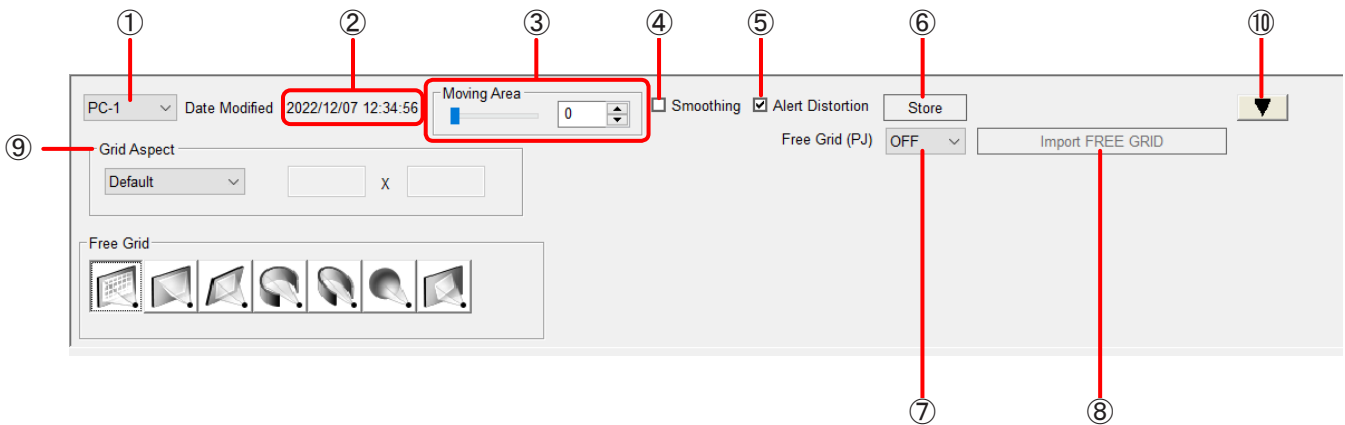 ① ② ③ ④ ⑤ ⑥ ⑩
PC-1 Date Modified 2022/12/07 12:34:56 Moving Area 0 Smoothing Alert Distortion Store
Free Grid (PJ) OFF Import FREE GRID
⑨ Grid Aspect
Default X
Free Grid
⑦ ⑧